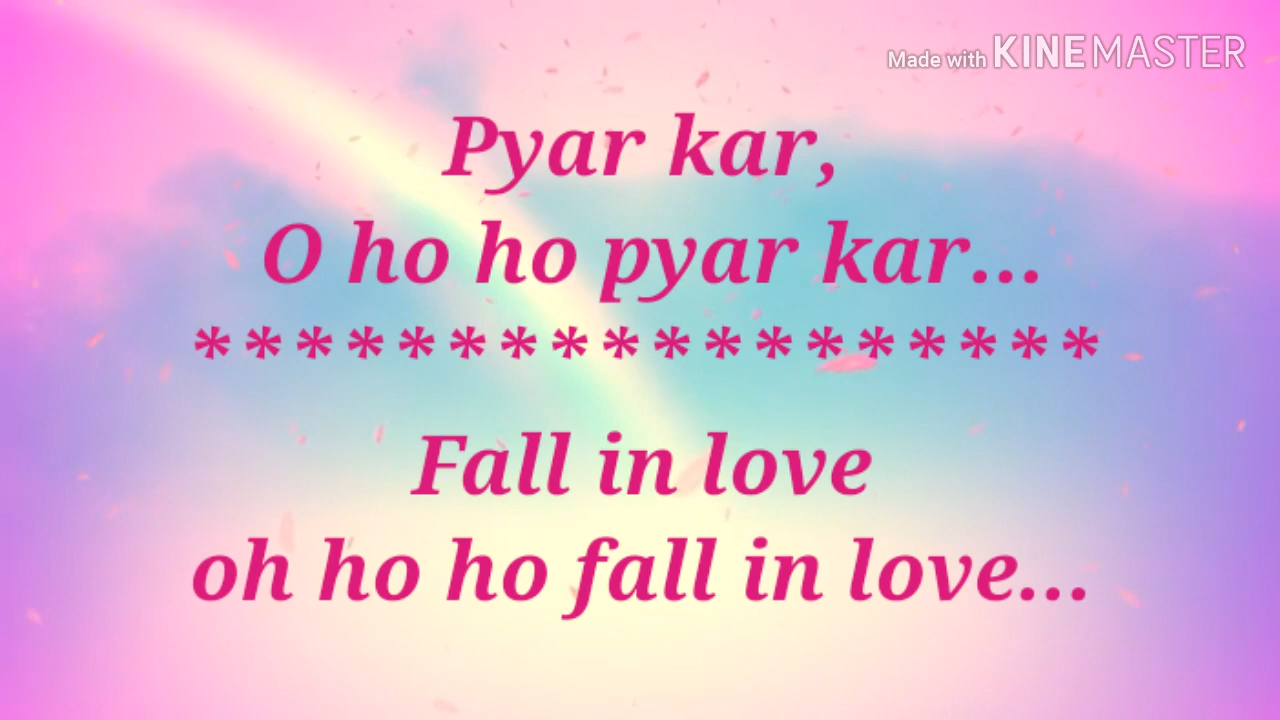 Made with KINEMASTER
Pyar kar,
O ho ho pyar kar...
******************
Fall in love
oh ho ho fall in love...